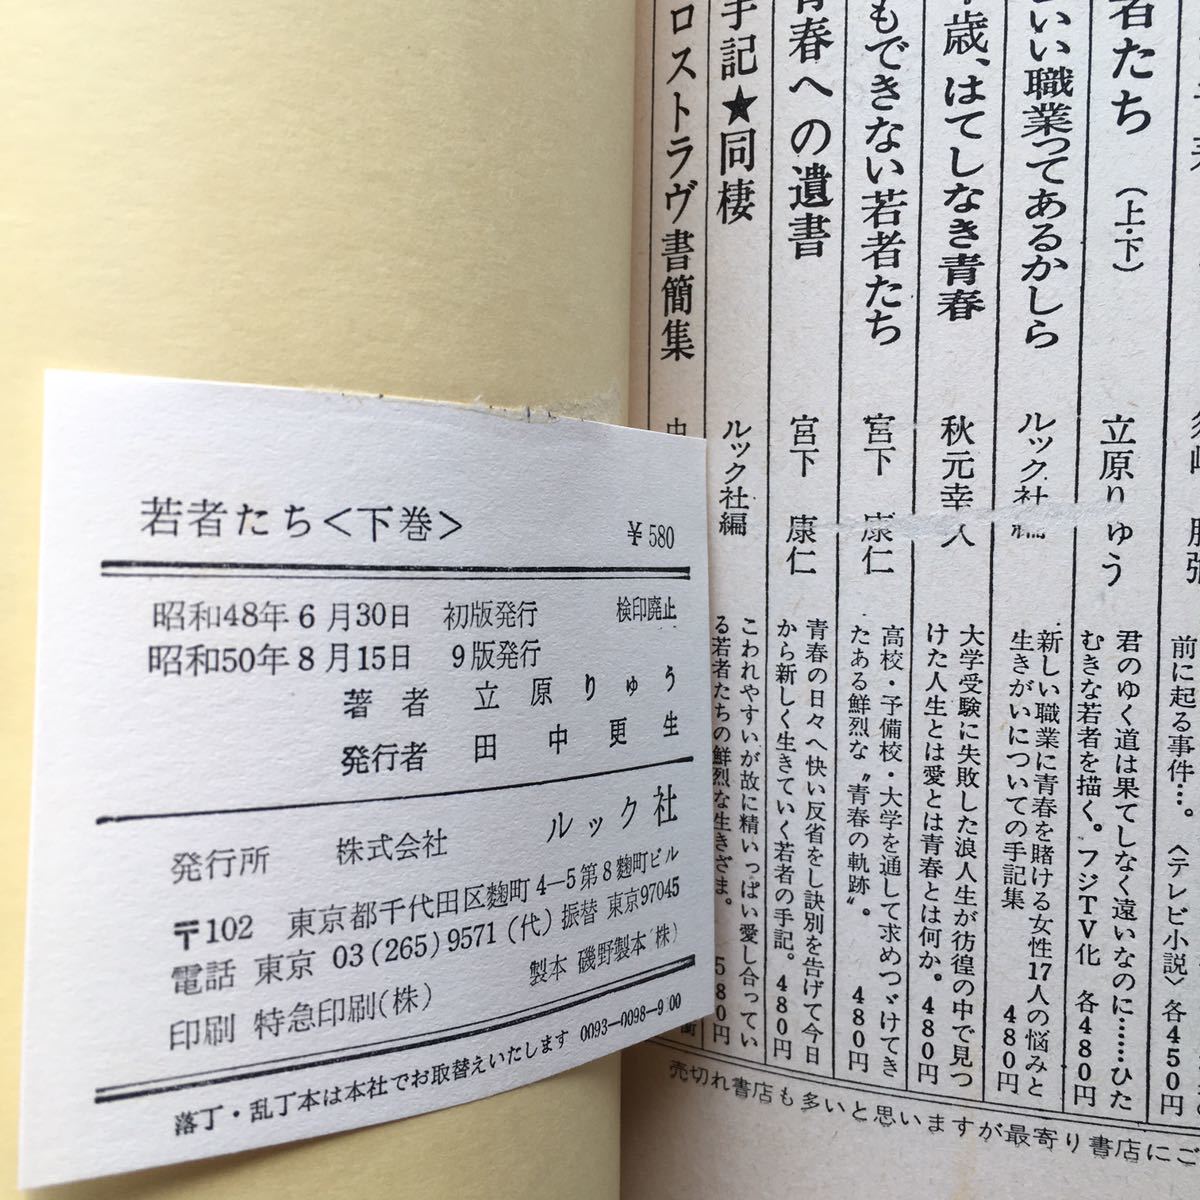 若者たち<下巻>
¥580
昭和48年6月30日 初版発行 検印廃止
昭和50年8月15日 9版発行
著者 立原りゅう
発行者 田中更生
発行所 株式会社 ルック社
〒102 東京都千代田区麴町4-5第8麴町ビル
電話 東京 03(265)9571(代)振替 東京97045
印刷 特急印刷(株) 製本 磯野製本(株)
落丁・乱丁本は本社でお取替えいたします 0093-0098-9 00
前に起る事件…。〈テレビ小説〉各450円
者たち(上・下) 立原りゅう
君のゆく道は果てしなく遠いなのに……ひた
むきな若者を描く。フジTV化 各480円
いい職業ってあるかしら ルック社編
新しい職業に青春を賭ける女性17人の悩みと
生きがいについての手記集 480円
歳、はてしなき青春 秋元幸人
大学受験に失敗した浪人生が彷徨の中で見つ
けた人生とは愛とは青春とは何か。480円
もできない若者たち 宮下 康仁
高校・予備校・大学を通して求めつゞけてき
たある鮮烈な〝青春の軌跡〟。 480円
青春への遺書 宮下 康仁
青春の日々へ快い反省をし訣別を告げて今日
から新しく生きていく若者の手記。480円
手記★同棲 ルック社編
こわれやすいが故に精いっぱい愛し合ってい
る若者たちの鮮烈な生きざま。 580円
ロストラヴ書簡集
売切れ書店も多いと思いますが最寄り書店にご